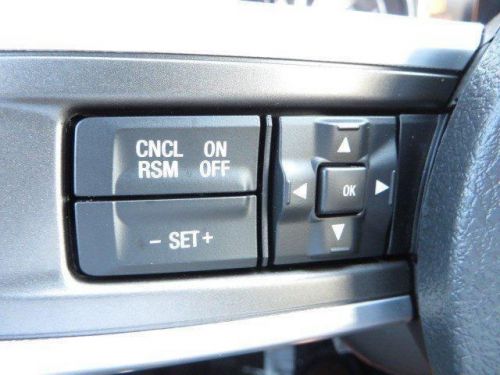 CNCL ON
RSM OFF
- SET +
OK